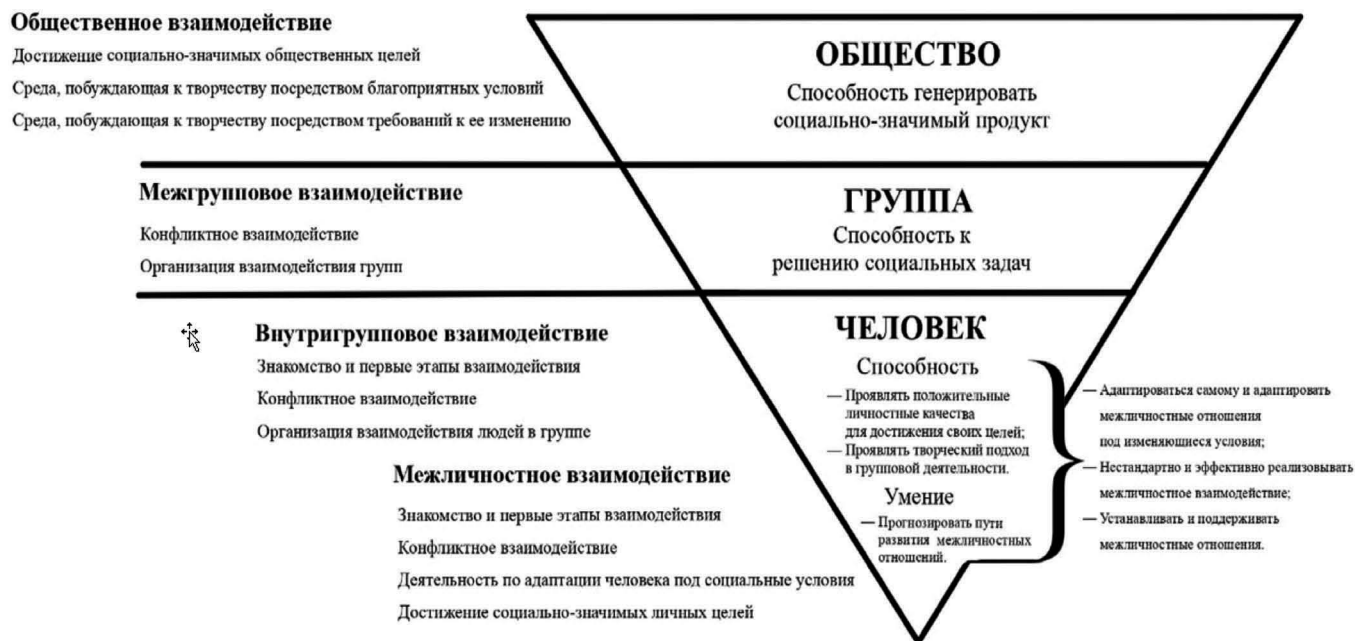 Общественное взаимодействие
Достижение социально-значимых общественных целей
Среда, побуждающая к творчеству посредством благоприятных условий
Среда, побуждающая к творчеству посредством требований к ее изменению
ОБЩЕСТВО
Способность генерировать
социально-значимый продукт
Межгрупповое взаимодействие
Конфликтное взаимодействие
Организация взаимодействия групп
ГРУППА
Способность к
решению социальных задач
Внутригрупповое взаимодействие
Знакомство и первые этапы взаимодействия
Конфликтное взаимодействие
Организация взаимодействия людей в группе
Межличностное взаимодействие
Знакомство и первые этапы взаимодействия
Конфликтное взаимодействие
Деятельность по адаптации человека под социальные условия
Достижение социально-значимых личных целей
ЧЕЛОВЕК
Способность
— Проявлять положительные
личностные качества
для достижения своих целей;
— Проявлять творческий подход
в групповой деятельности.
Умение
— Прогнозировать пути
развития межличностных
отношений.
— Адаптироваться самому и адаптировать
межличностные отношения
под изменяющиеся условия;
— Нестандартно и эффективно реализовывать
межличностное взаимодействие;
— Устанавливать и поддерживать
межличностные отношения.